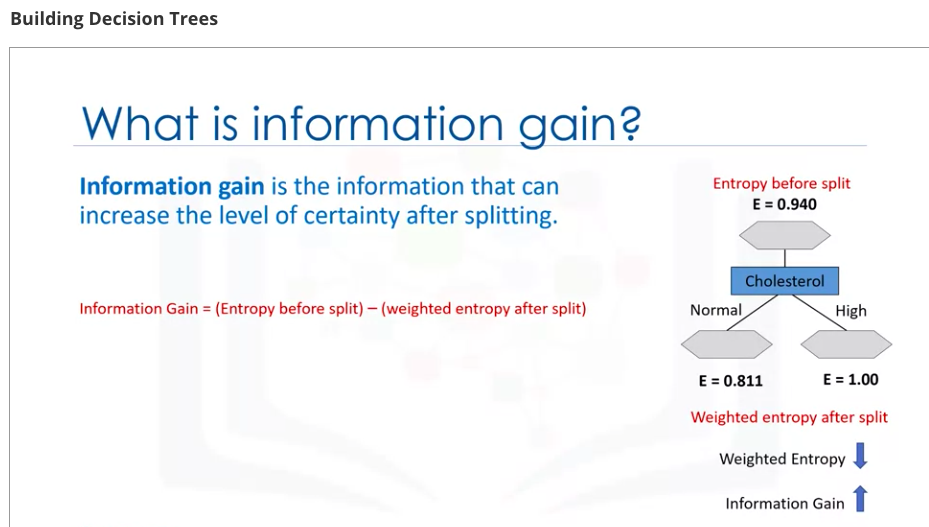 Building Decision Trees
What is information gain?
Information gain is the information that can
increase the level of certainty after splitting.
Information Gain = (Entropy before split) – (weighted entropy after split)
Entropy before split
E = 0.940
Cholesterol
Normal
High
E = 0.811
E = 1.00
Weighted entropy after split
Weighted Entropy
Information Gain